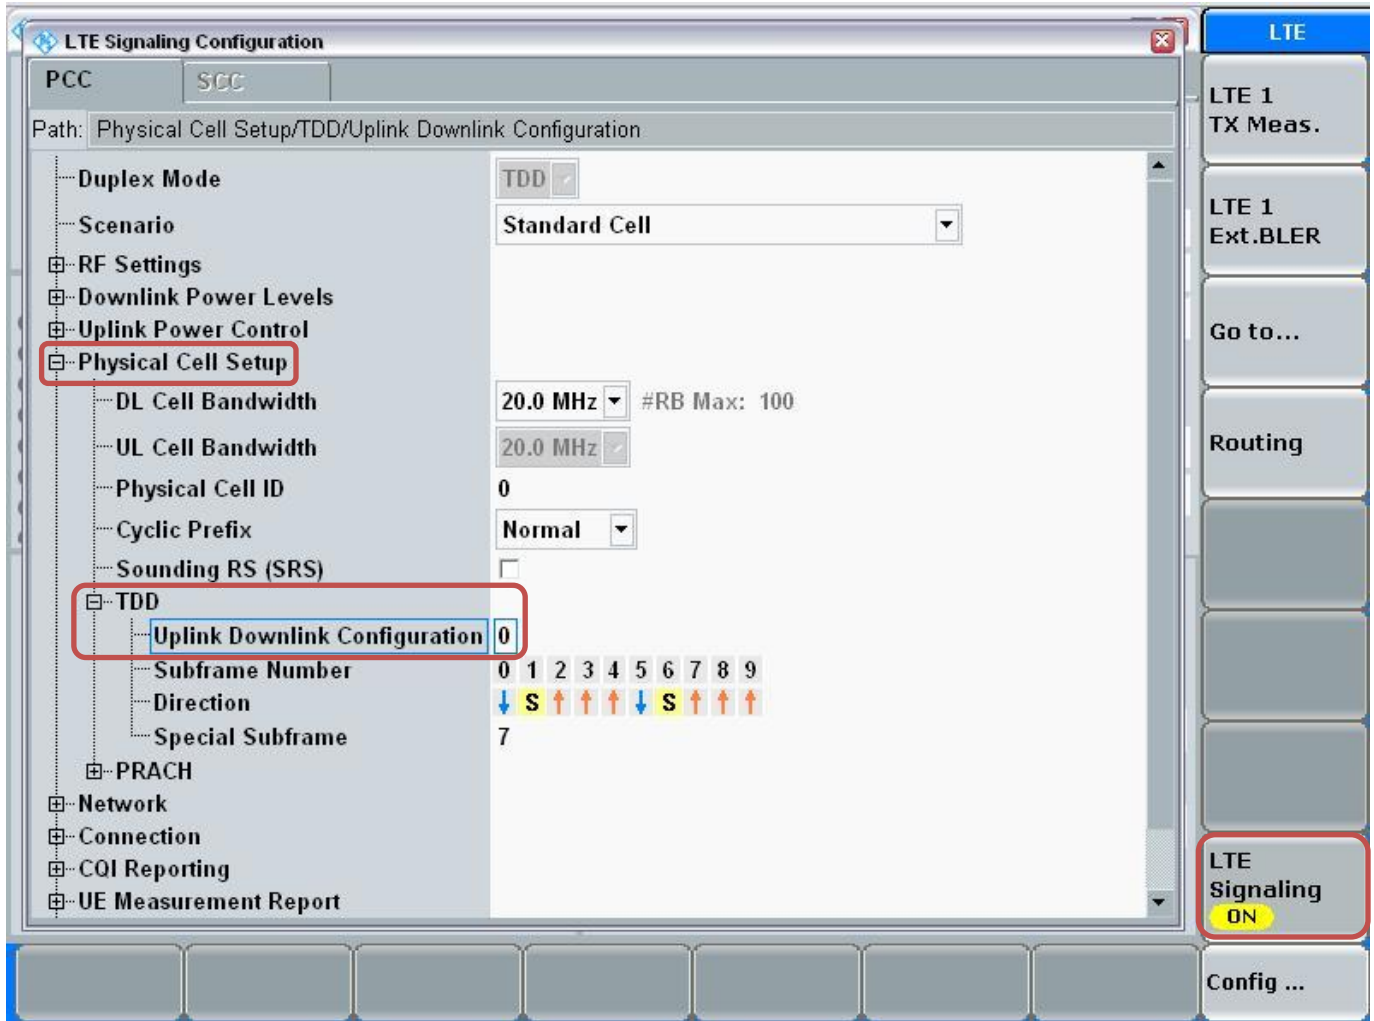 LTE Signaling Configuration
PCC
SCC
Path: Physical Cell Setup/TDD/Uplink Downlink Configuration
Duplex Mode TDD
Scenario Standard Cell
RF Settings
Downlink Power Levels
Uplink Power Control
Physical Cell Setup
DL Cell Bandwidth 20.0 MHz #RB Max: 100
UL Cell Bandwidth 20.0 MHz
Physical Cell ID 0
Cyclic Prefix Normal
Sounding RS (SRS)
TDD
Uplink Downlink Configuration 0
Subframe Number 0 1 2 3 4 5 6 7 8 9
Direction ↓ S ↑ ↑ ↑ ↓ S ↑ ↑ ↑
Special Subframe 7
PRACH
Network
Connection
CQI Reporting
UE Measurement Report
LTE
LTE 1
TX Meas.
LTE 1
Ext.BLER
Go to...
Routing
LTE
Signaling
ON
Config ...